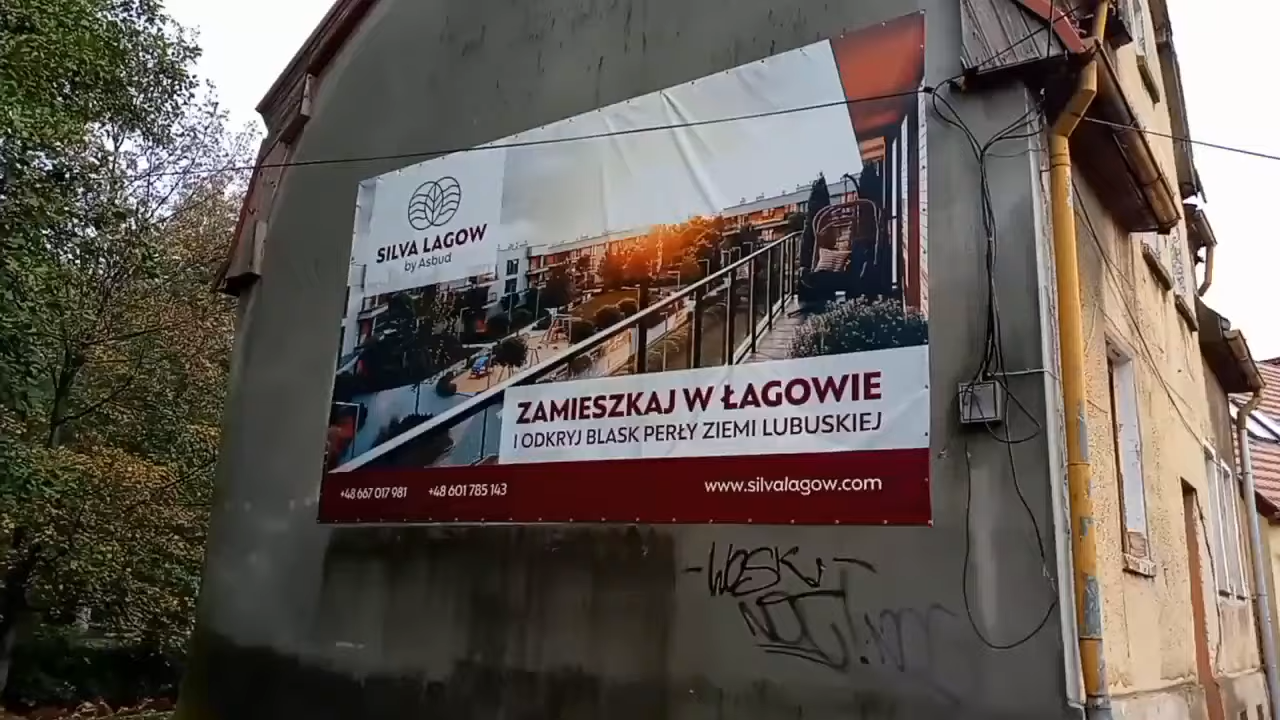 SILVA LAGOW
by Asbud
ZAMIESZKAJ W ŁAGOWIE
I ODKRYJ BLASK PERŁY ZIEMI LUBUSKIEJ
+48 667 017 981 +48 601 785 143
www.silvalagow.com